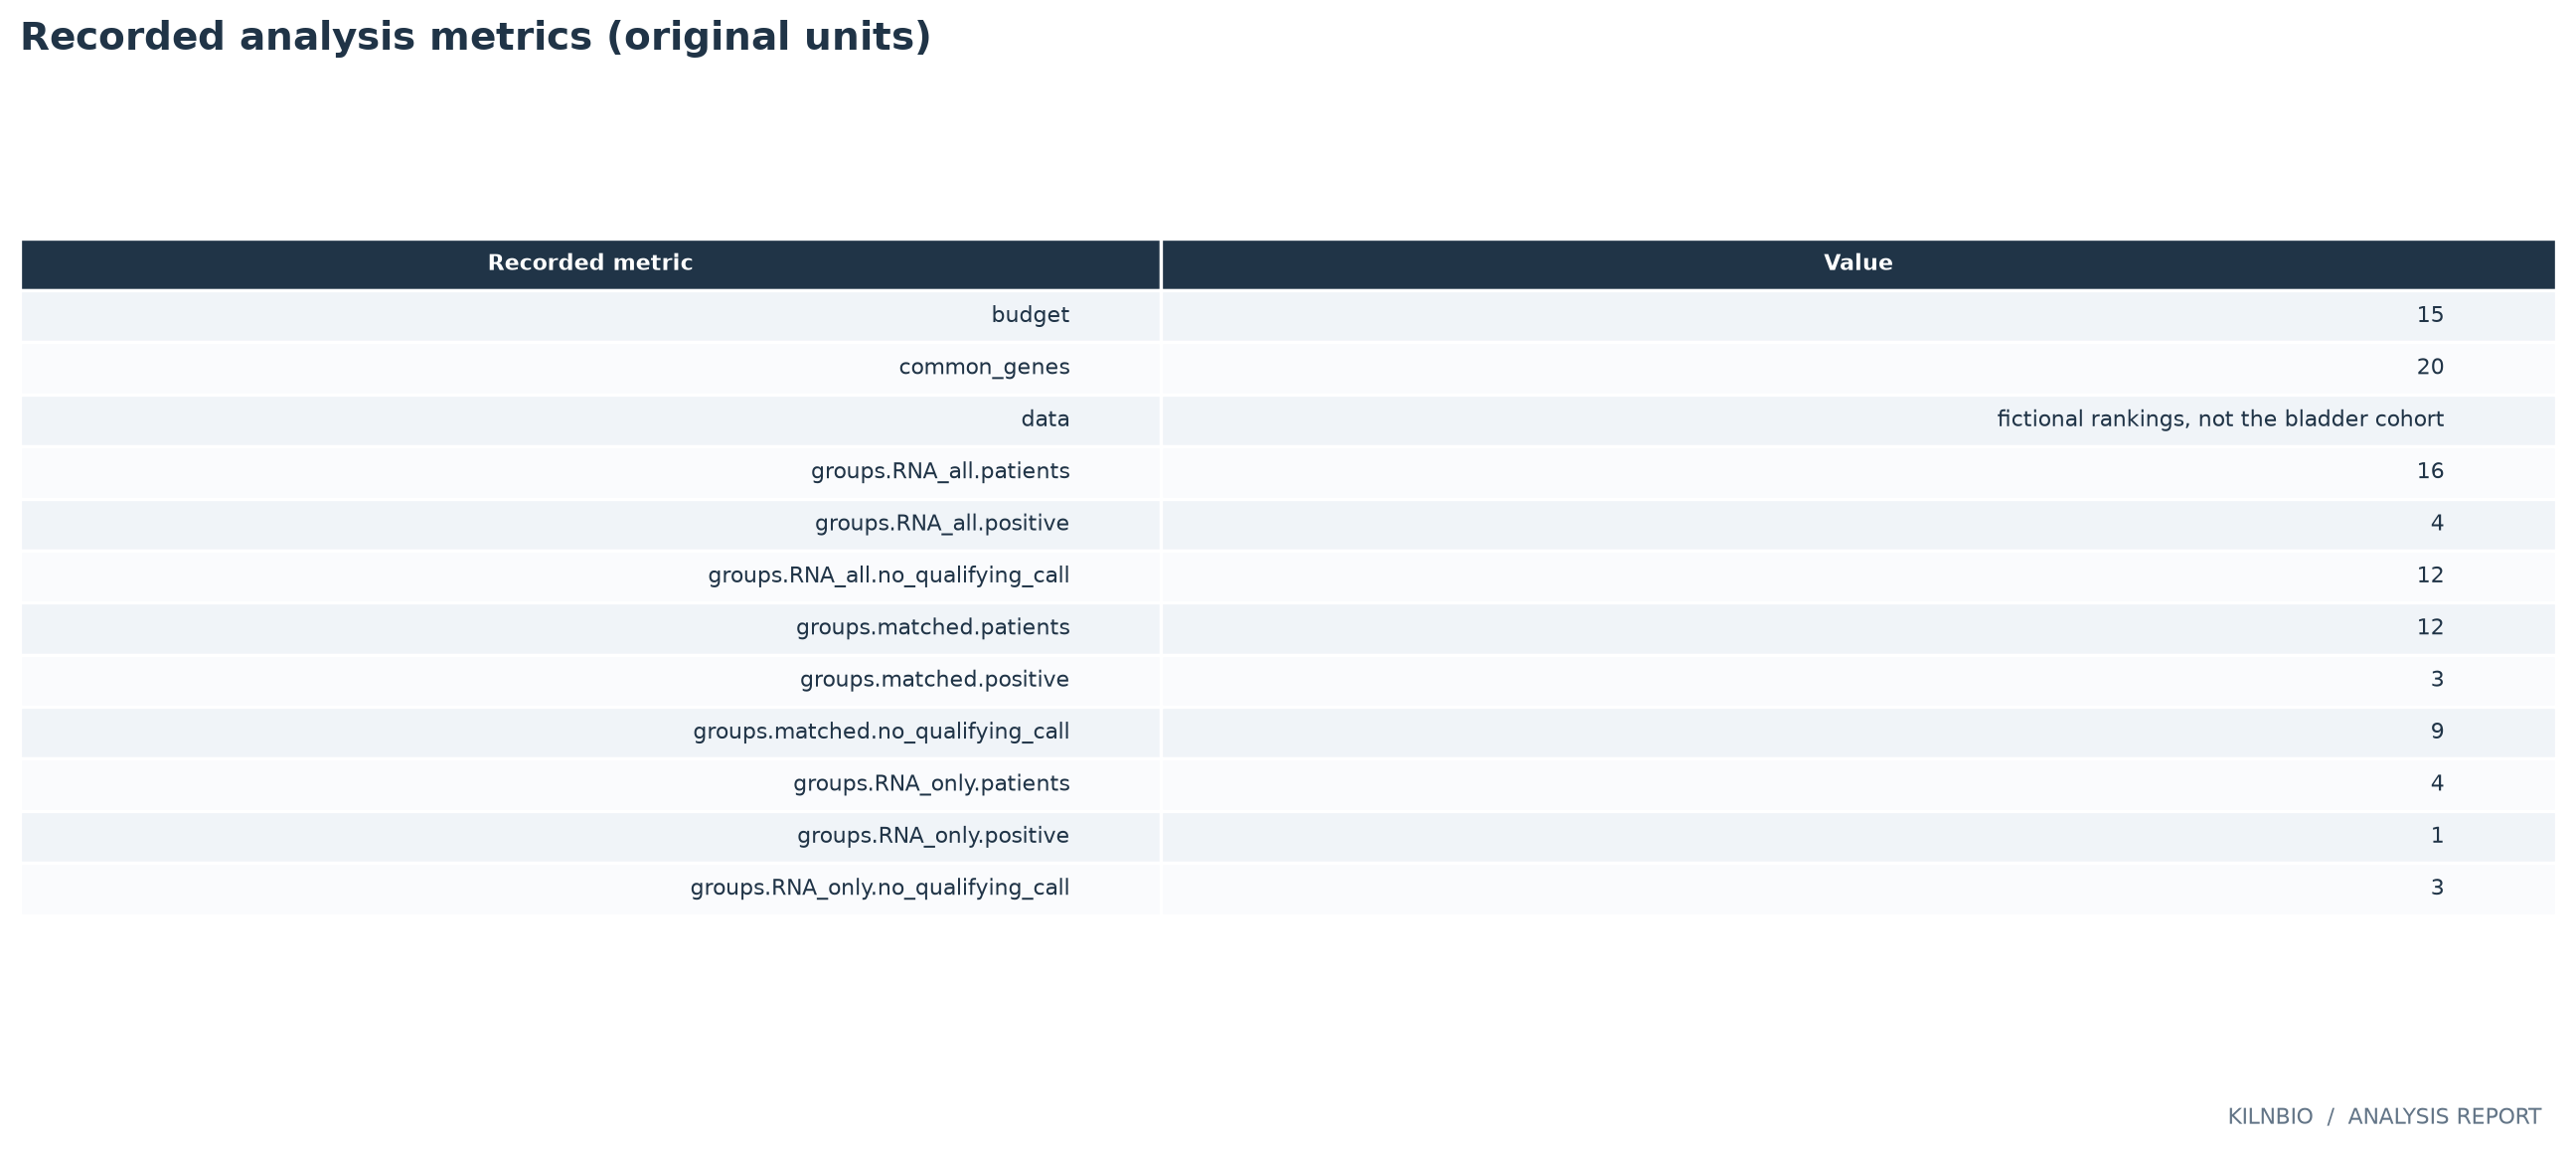 Recorded analysis metrics (original units)
Recorded metric Value
budget 15
common_genes 20
data fictional rankings, not the bladder cohort
groups.RNA_all.patients 16
groups.RNA_all.positive 4
groups.RNA_all.no_qualifying_call 12
groups.matched.patients 12
groups.matched.positive 3
groups.matched.no_qualifying_call 9
groups.RNA_only.patients 4
groups.RNA_only.positive 1
groups.RNA_only.no_qualifying_call 3
KILNBIO / ANALYSIS REPORT